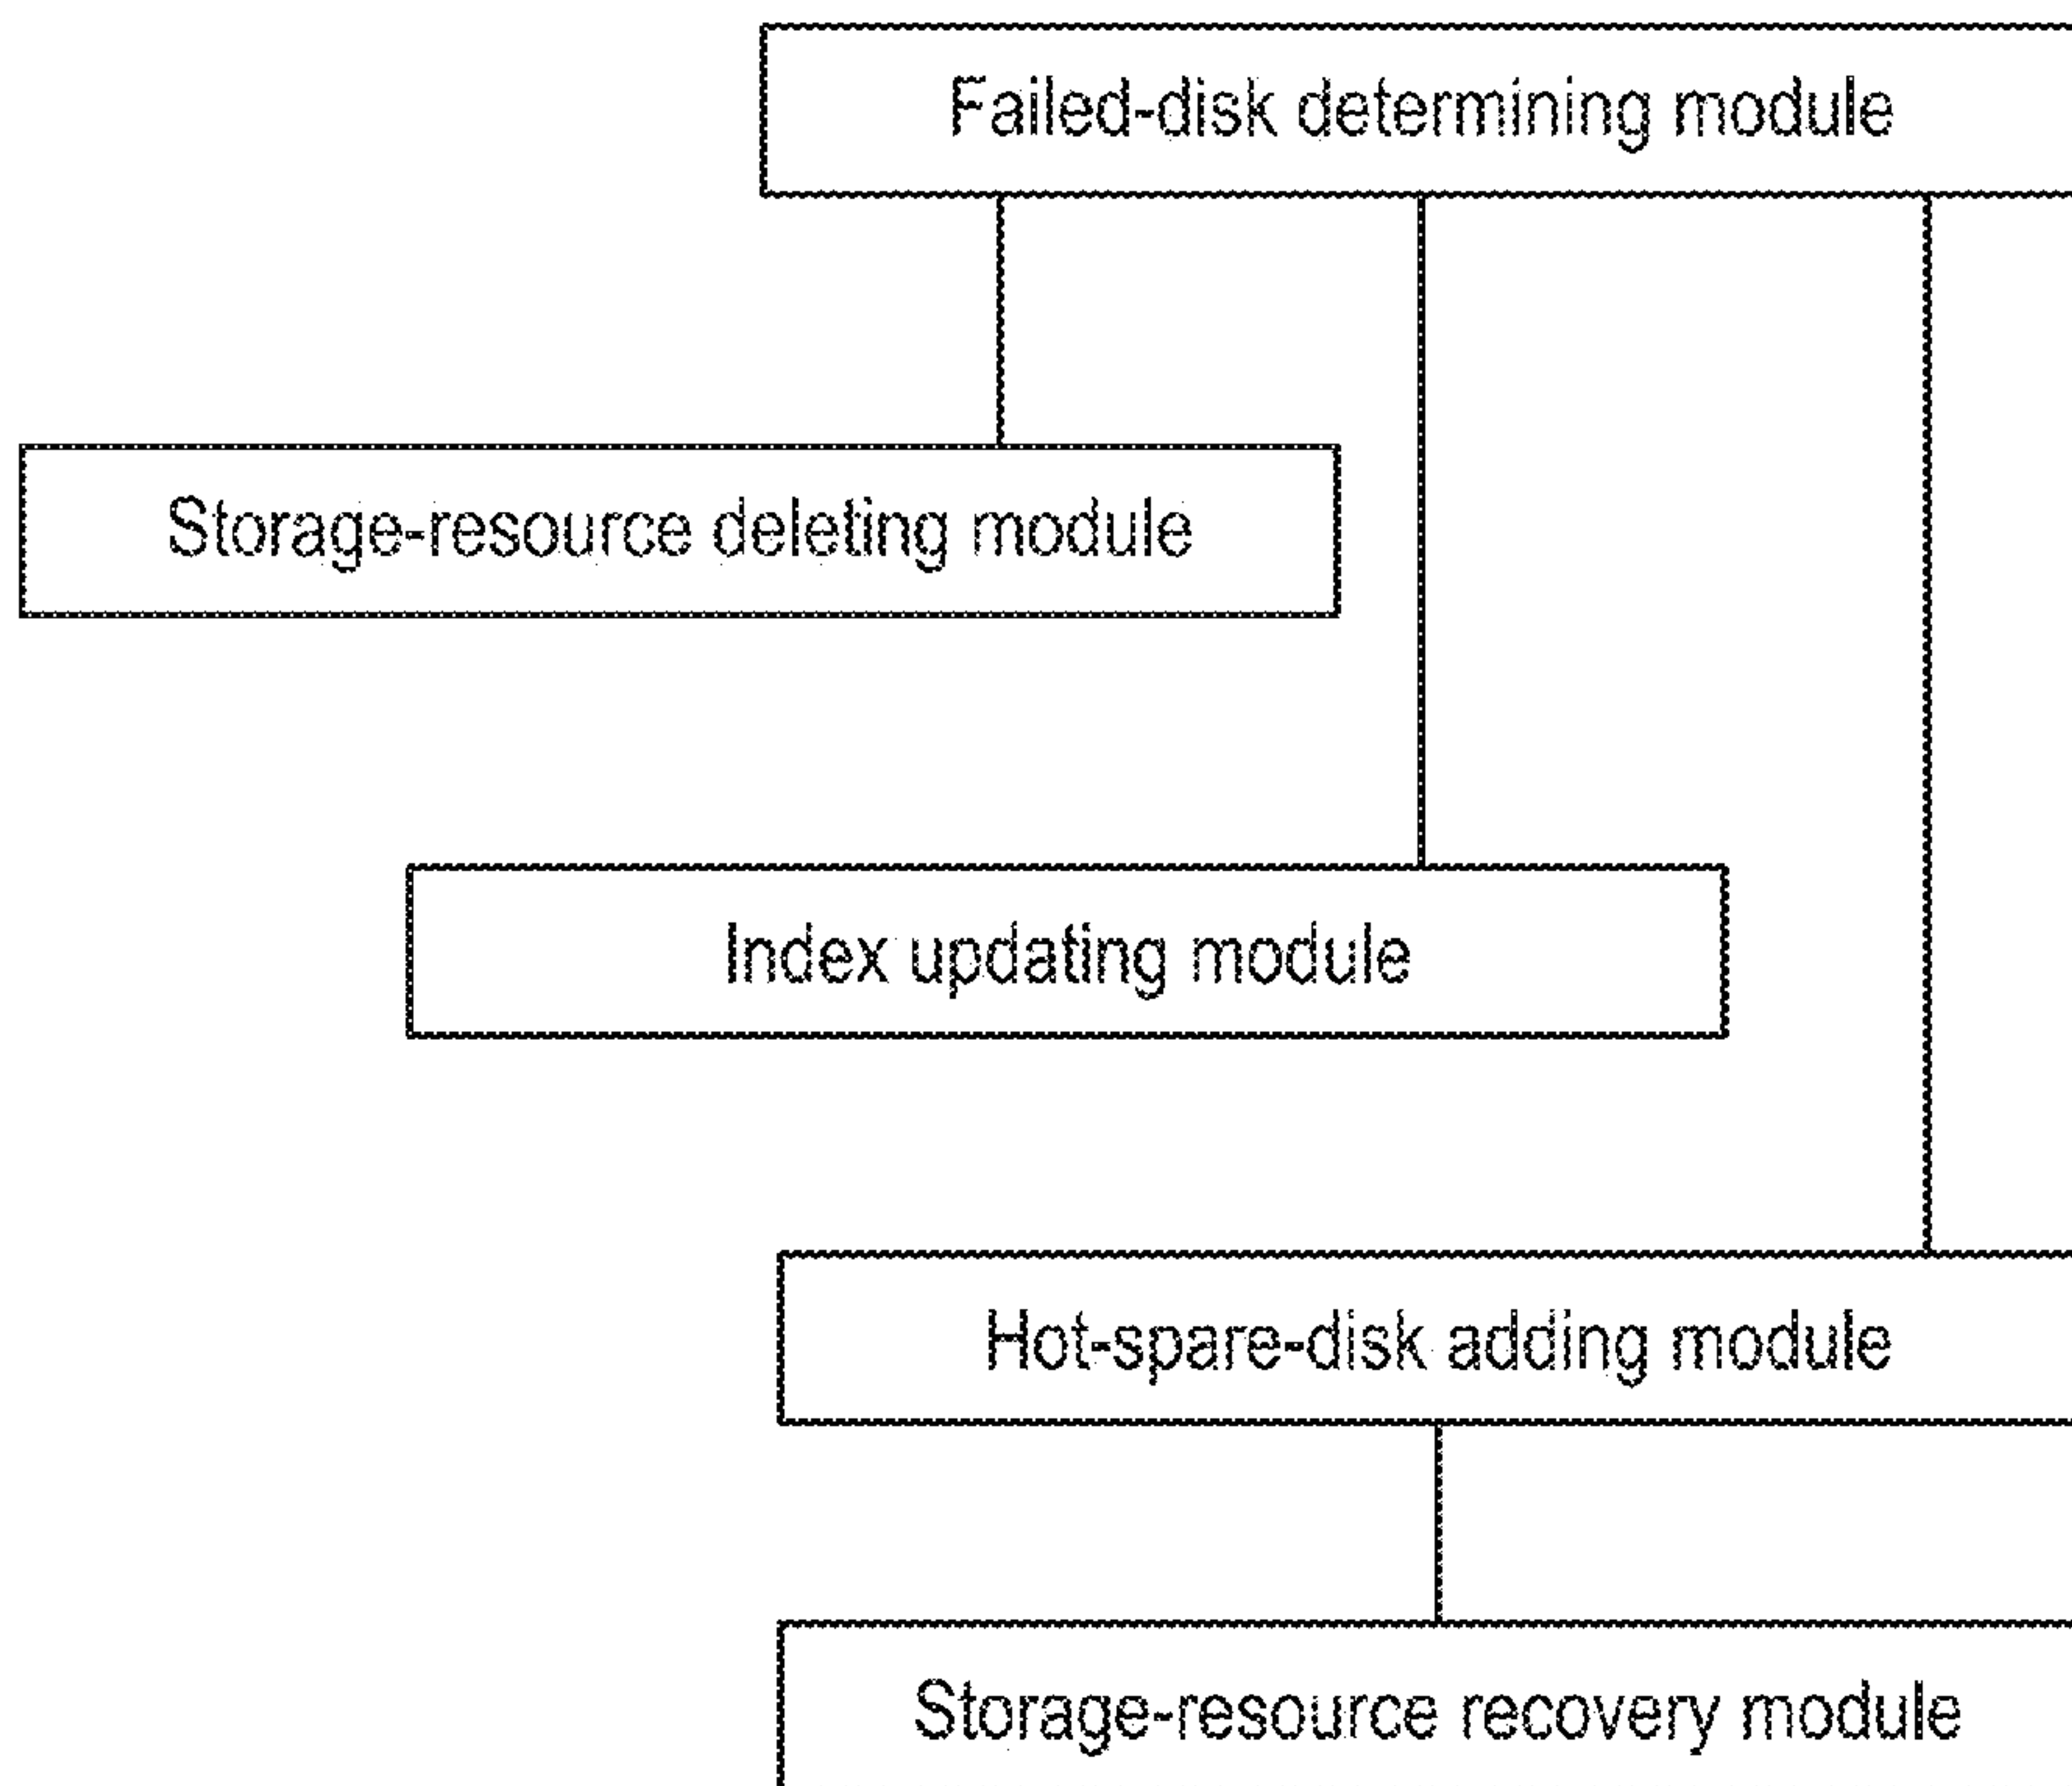 Failed-disk determining module
Storage-resource deleting module
Index updating module
Hot-spare-disk adding module
Storage-resource recovery module